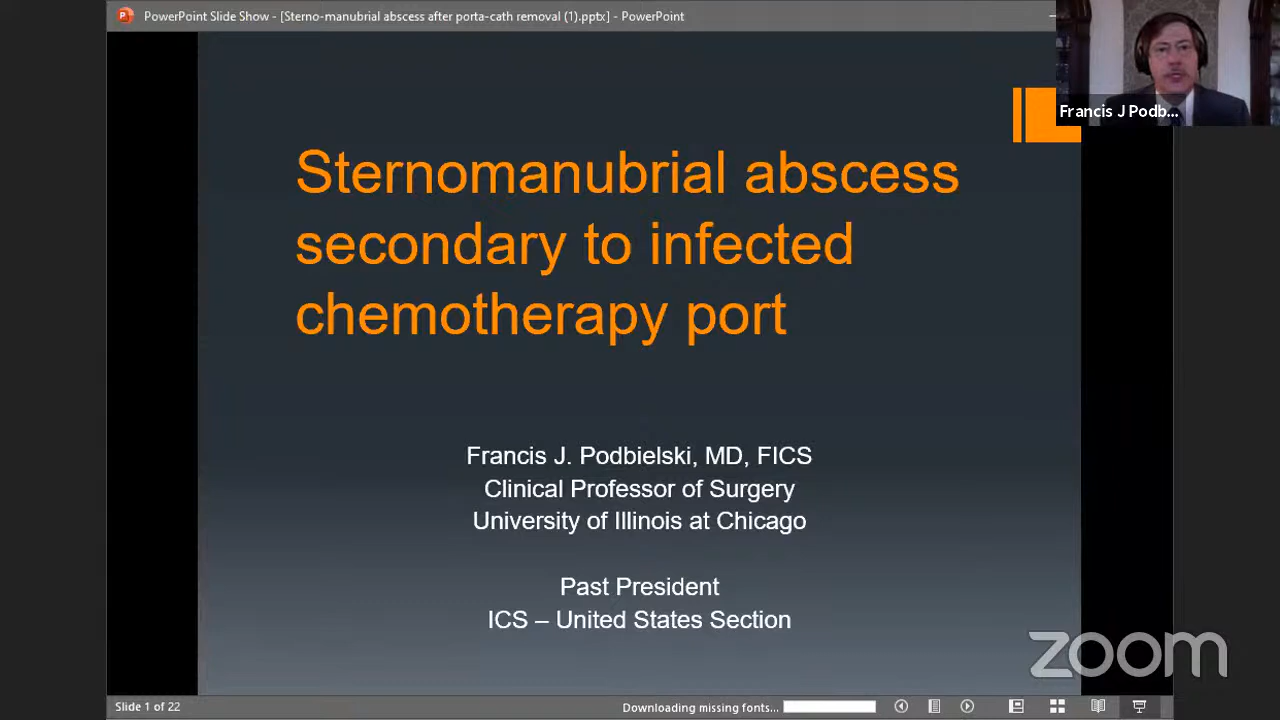 PowerPoint Slide Show - [Sterno-manubrial abscess after porta-cath removal (1).pptx] - PowerPoint
Francis J Podb...
Sternomanubrial abscess
secondary to infected
chemotherapy port
Francis J. Podbielski, MD, FICS
Clinical Professor of Surgery
University of Illinois at Chicago
Past President
ICS – United States Section
zoom
Slide 1 of 22
Downloading missing fonts...